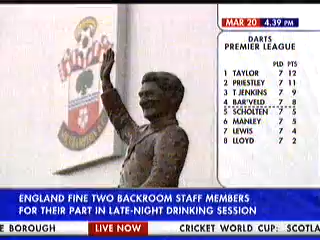 MAR 20 4.39 PM
DARTS
PREMIER LEAGUE
PLD PTS
1 TAYLOR 7 12
2 PRIESTLEY 7 11
3 T JENKINS 7 9
4 BAR'VELD 7 8
5 SCHOLTEN 7 5
6 MANLEY 7 5
7 LEWIS 7 4
8 LLOYD 7 2
ENGLAND FINE TWO BACKROOM STAFF MEMBERS
FOR THEIR PART IN LATE-NIGHT DRINKING SESSION
E BOROUGH LIVE NOW CRICKET WORLD CUP: SCOTLA